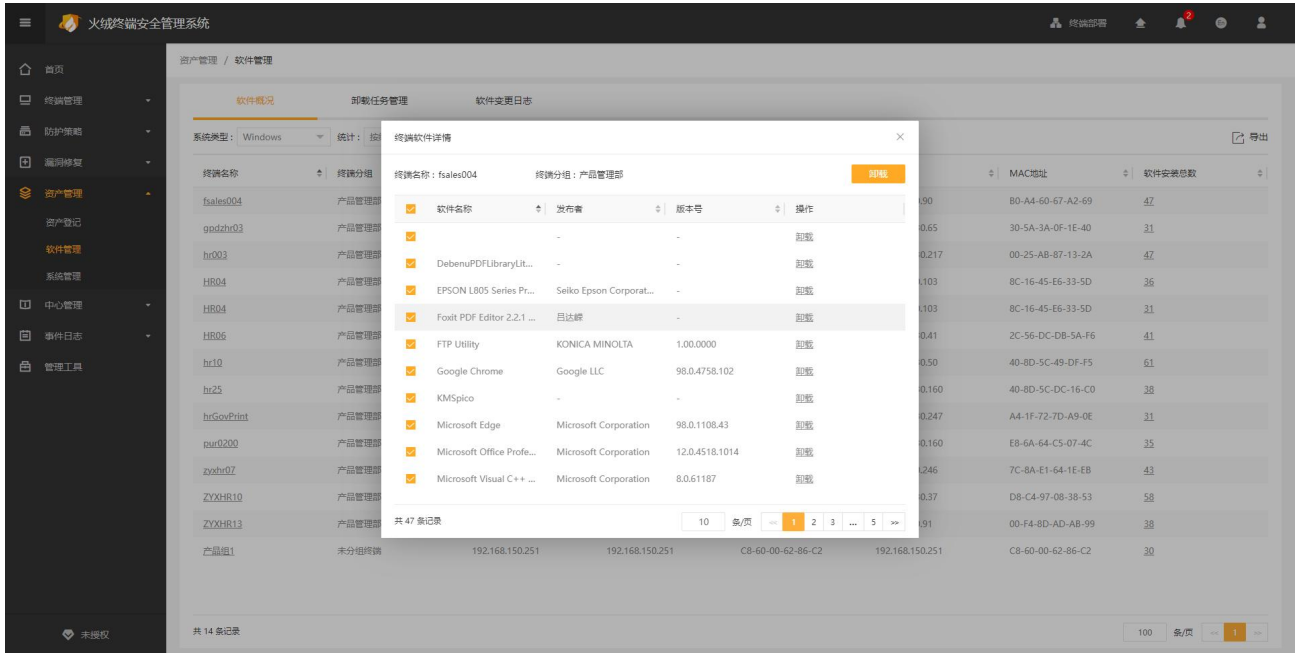 火绒终端安全管理系统 终端部署 2
首页
终端管理
防护策略
漏洞修复
资产管理
资产登记
软件管理
系统管理
中心管理
事件日志
管理工具
未授权
资产管理 / 软件管理
软件概况 卸载任务管理 软件变更日志
系统类型： Windows 统计： 按 导出
终端名称 终端分组 MAC地址 软件安装总数
fsales004 产品管理部 .90 B0-A4-60-67-A2-69 47
gpdzhr03 产品管理部 0.65 30-5A-3A-0F-1E-40 31
hr003 产品管理部 0.217 00-25-AB-87-13-2A 47
HR04 产品管理部 .103 8C-16-45-E6-33-5D 36
HR04 产品管理部 .103 8C-16-45-E6-33-5D 31
HR06 产品管理部 0.41 2C-56-DC-DB-5A-F6 41
hr10 产品管理部 0.50 40-8D-5C-49-DF-F5 61
hr25 产品管理部 0.160 40-8D-5C-DC-16-C0 38
hrGovPrint 产品管理部 0.247 A4-1F-72-7D-A9-0E 31
pur0200 产品管理部 0.160 E8-6A-64-C5-07-4C 35
zyxhr07 产品管理部 .246 7C-8A-E1-64-1E-EB 43
ZYXHR10 产品管理部 0.37 D8-C4-97-08-38-53 58
ZYXHR13 产品管理部 .91 00-F4-8D-AD-AB-99 38
产品组1 未分组终端 192.168.150.251 192.168.150.251 C8-60-00-62-86-C2 192.168.150.251 C8-60-00-62-86-C2 30
共 14 条记录 100 条/页 << 1 >>
终端软件详情 ×
终端名称：fsales004 终端分组：产品管理部 卸载
软件名称 发布者 版本号 操作
- - 卸载
DebenuPDFLibraryLit... - - 卸载
EPSON L805 Series Pr... Seiko Epson Corporat... - 卸载
Foxit PDF Editor 2.2.1 ... 吕达嵘 - 卸载
FTP Utility KONICA MINOLTA 1.00.0000 卸载
Google Chrome Google LLC 98.0.4758.102 卸载
KMSpico - - 卸载
Microsoft Edge Microsoft Corporation 98.0.1108.43 卸载
Microsoft Office Profe... Microsoft Corporation 12.0.4518.1014 卸载
Microsoft Visual C++ ... Microsoft Corporation 8.0.61187 卸载
共 47 条记录 10 条/页 << 1 2 3 ... 5 >>